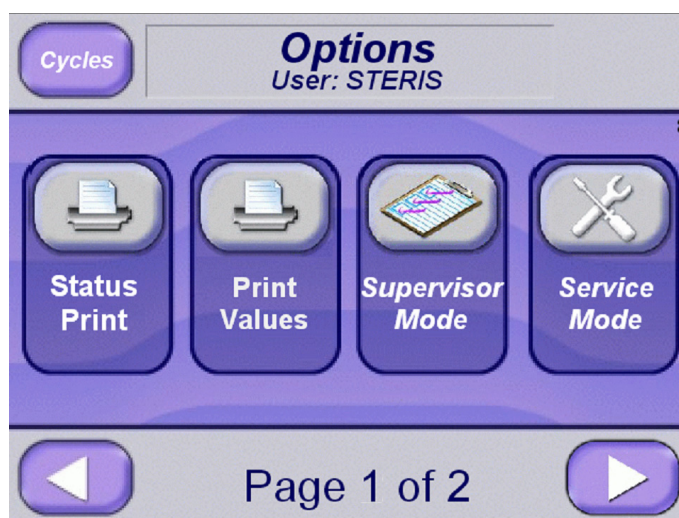 Cycles
Options
User: STERIS
Status
Print
Print
Values
Supervisor
Mode
Service
Mode
Page 1 of 2